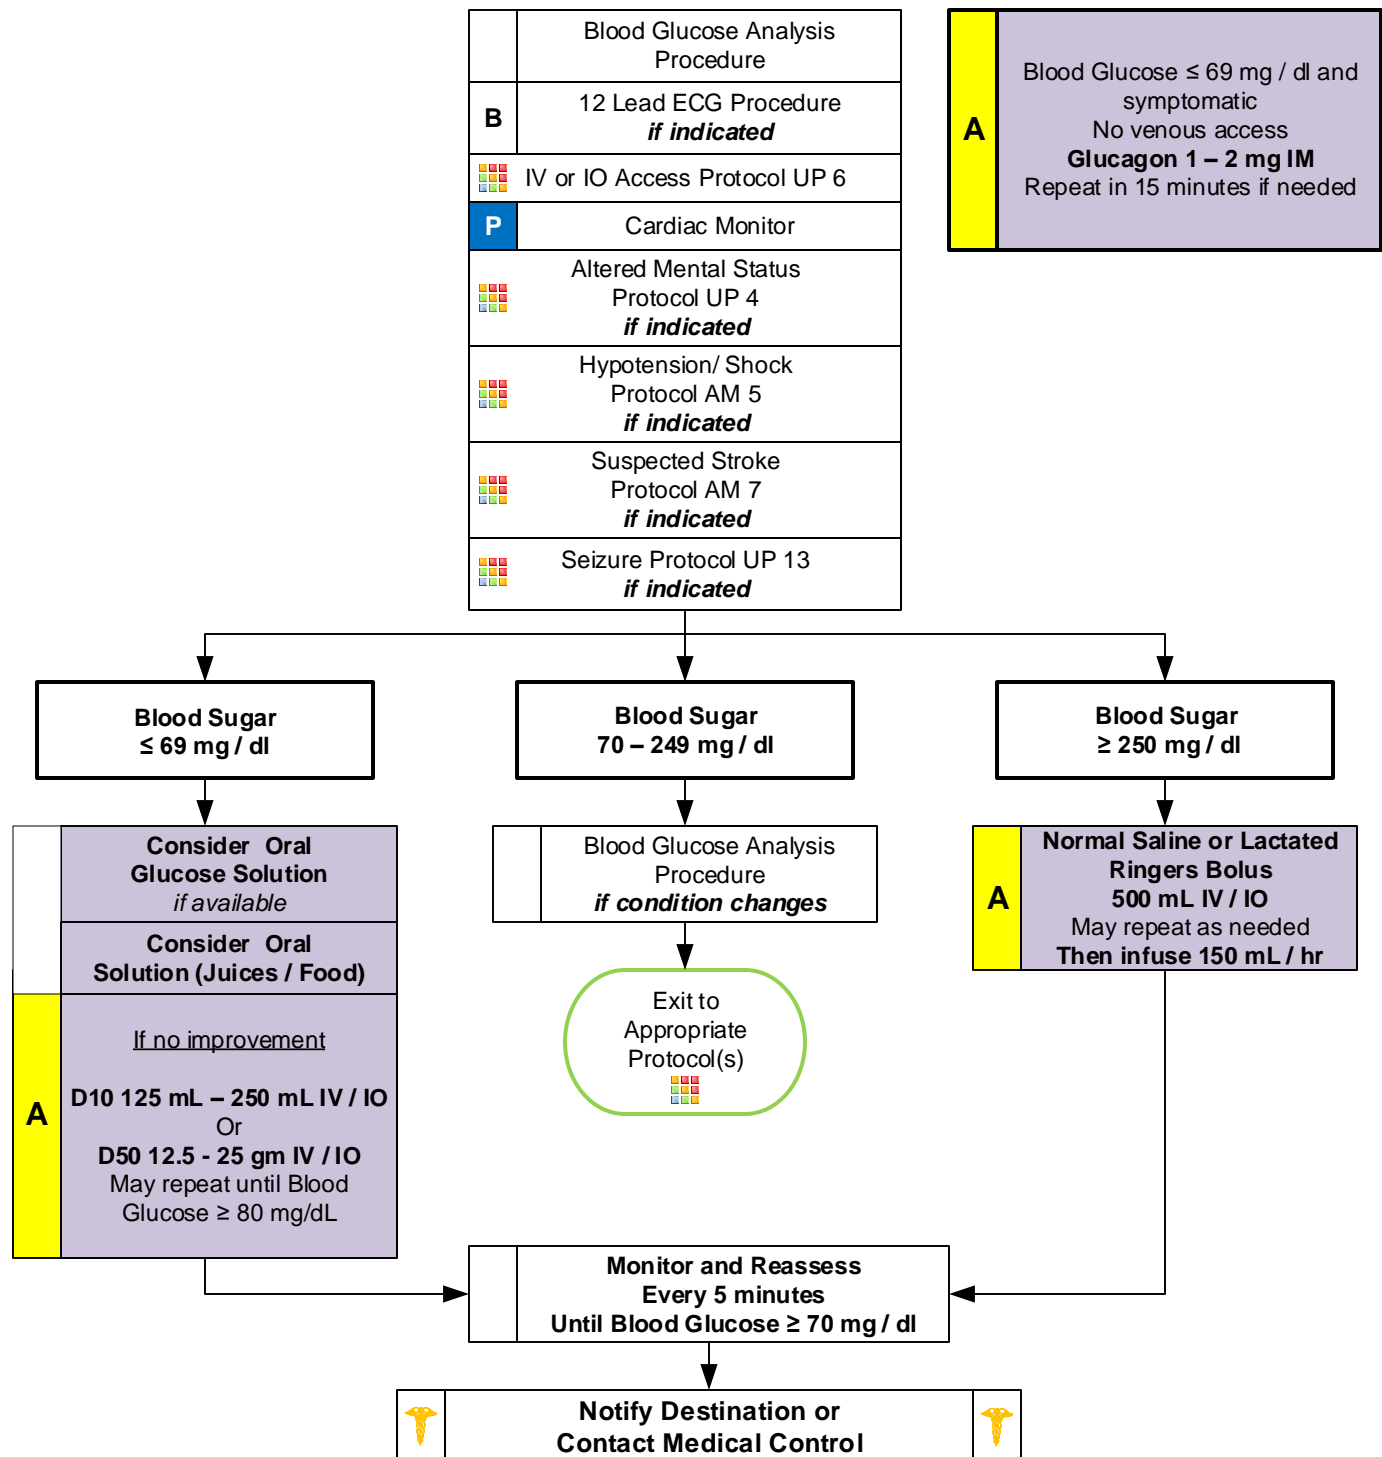 Blood Glucose Analysis
Procedure
B
12 Lead ECG Procedure
if indicated
IV or IO Access Protocol UP 6
P
Cardiac Monitor
Altered Mental Status
Protocol UP 4
if indicated
Hypotension/ Shock
Protocol AM 5
if indicated
Suspected Stroke
Protocol AM 7
if indicated
Seizure Protocol UP 13
if indicated
A
Blood Glucose ≤ 69 mg / dl and
symptomatic
No venous access
Glucagon 1 – 2 mg IM
Repeat in 15 minutes if needed
Blood Sugar
≤ 69 mg / dl
Blood Sugar
70 – 249 mg / dl
Blood Sugar
≥ 250 mg / dl
Consider Oral
Glucose Solution
if available
Consider Oral
Solution (Juices / Food)
A
If no improvement
D10 125 mL – 250 mL IV / IO
Or
D50 12.5 - 25 gm IV / IO
May repeat until Blood
Glucose ≥ 80 mg/dL
Blood Glucose Analysis
Procedure
if condition changes
Exit to
Appropriate
Protocol(s)
A
Normal Saline or Lactated
Ringers Bolus
500 mL IV / IO
May repeat as needed
Then infuse 150 mL / hr
Monitor and Reassess
Every 5 minutes
Until Blood Glucose ≥ 70 mg / dl
Notify Destination or
Contact Medical Control